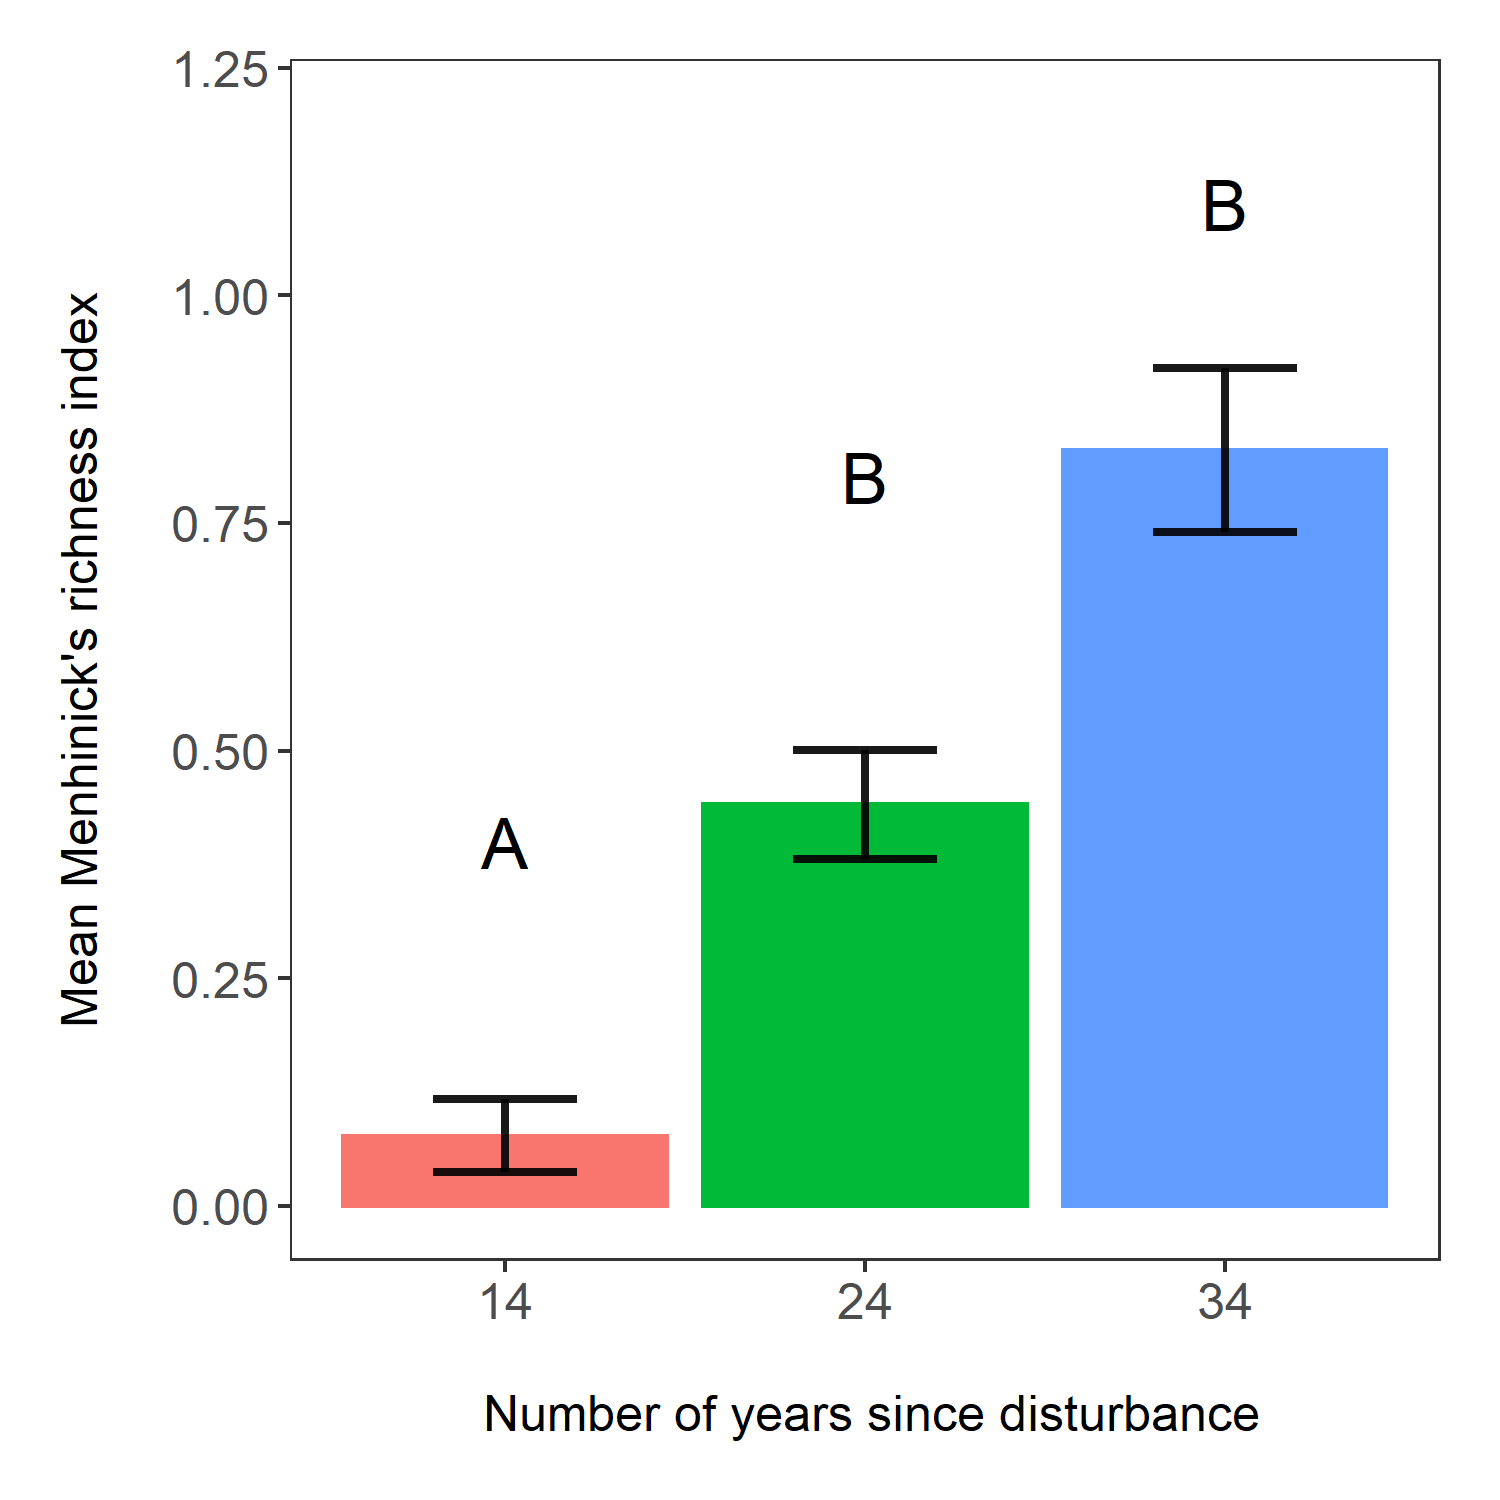 Mean Menhinick's richness index
1.25
1.00
0.75
0.50
0.25
0.00
A
B
B
14
24
34
Number of years since disturbance